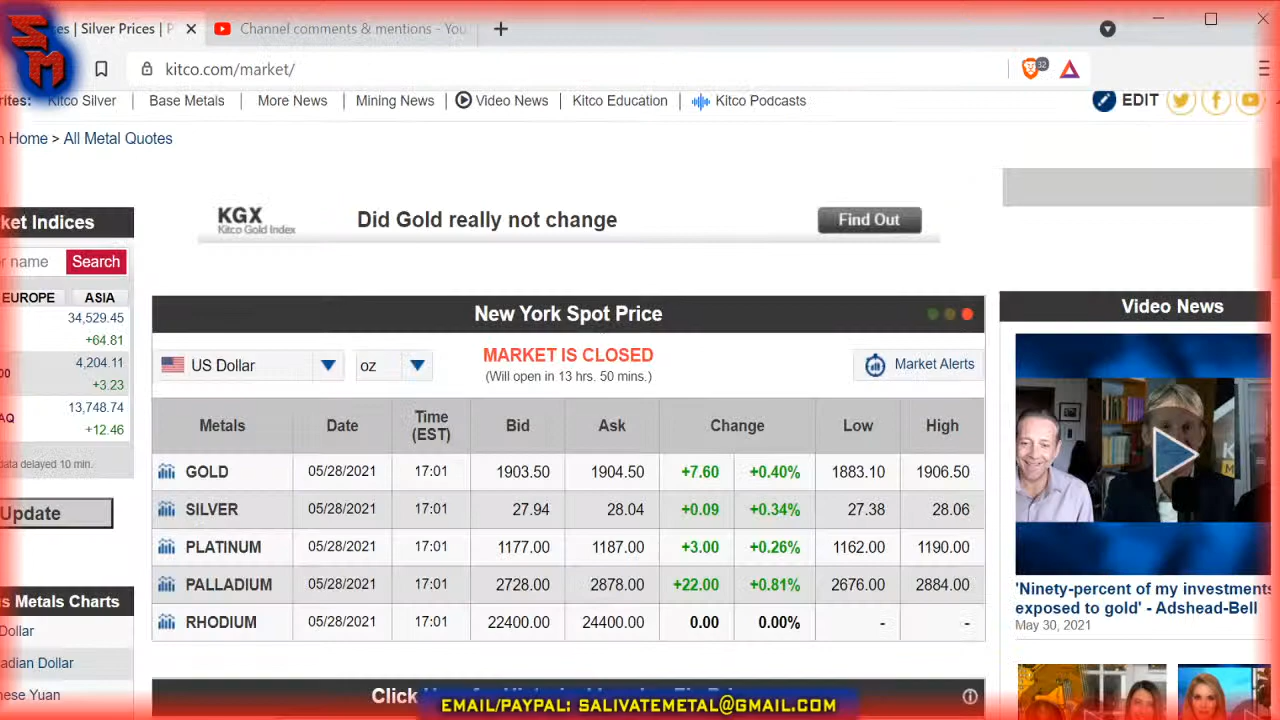 SM
es | Silver Prices | P
Channel comments & mentions - You
kitco.com/market/
32
rites:
Kitco Silver
Base Metals
More News
Mining News
Video News
Kitco Education
Kitco Podcasts
EDIT
n Home > All Metal Quotes
KGX
Kitco Gold Index
Did Gold really not change
Find Out
ket Indices
or name
Search
EUROPE
ASIA
34,529.45
+64.81
00
4,204.11
+3.23
AQ
13,748.74
+12.46
data delayed 10 min.
Update
s Metals Charts
Dollar
adian Dollar
nese Yuan
New York Spot Price
US Dollar
oz
MARKET IS CLOSED
(Will open in 13 hrs. 50 mins.)
Market Alerts
Metals Date Time (EST) Bid Ask Change Low High
GOLD 05/28/2021 17:01 1903.50 1904.50 +7.60 +0.40% 1883.10 1906.50
SILVER 05/28/2021 17:01 27.94 28.04 +0.09 +0.34% 27.38 28.06
PLATINUM 05/28/2021 17:01 1177.00 1187.00 +3.00 +0.26% 1162.00 1190.00
PALLADIUM 05/28/2021 17:01 2728.00 2878.00 +22.00 +0.81% 2676.00 2884.00
RHODIUM 05/28/2021 17:01 22400.00 24400.00 0.00 0.00% - -
Video News
'Ninety-percent of my investments
exposed to gold' - Adshead-Bell
May 30, 2021
Click
EMAIL/PAYPAL: SALIVATEMETAL@GMAIL.COM